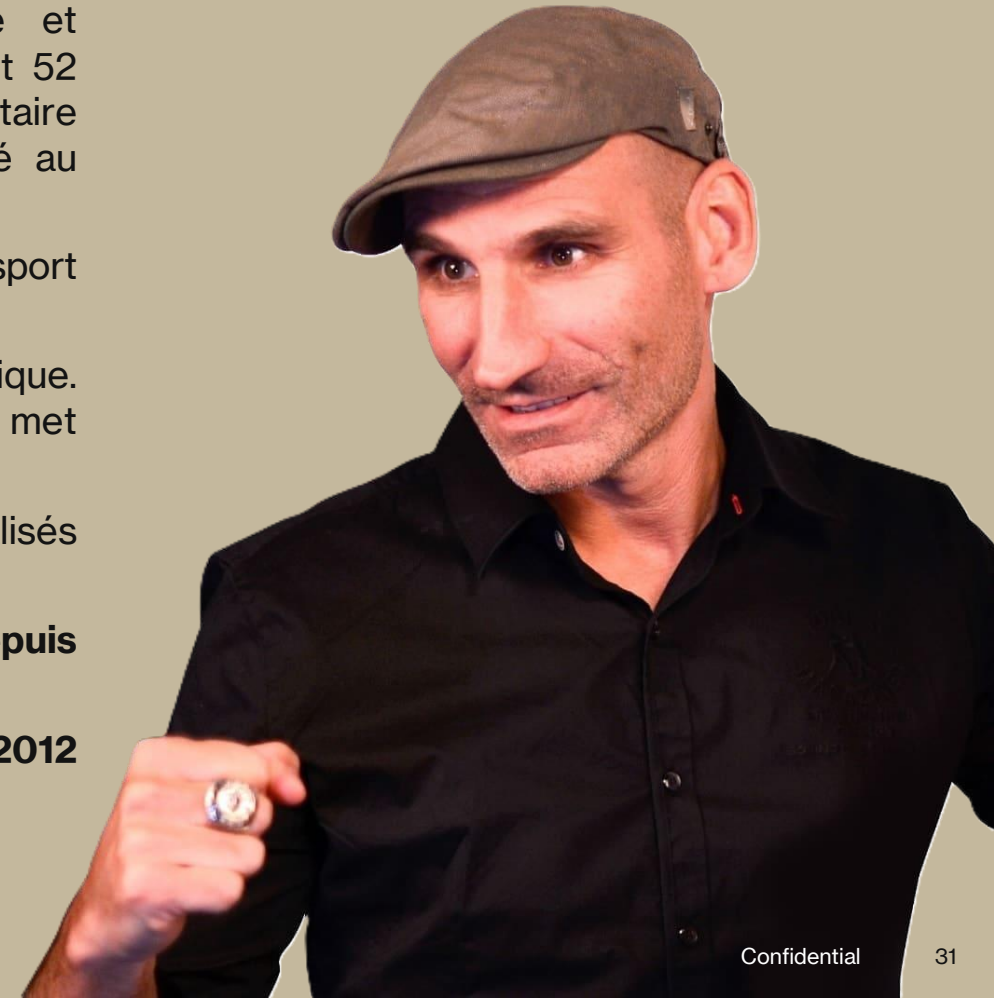 et
t 52
taire
é au
sport
ique.
met
lisés
puis
2012
Confidential 31